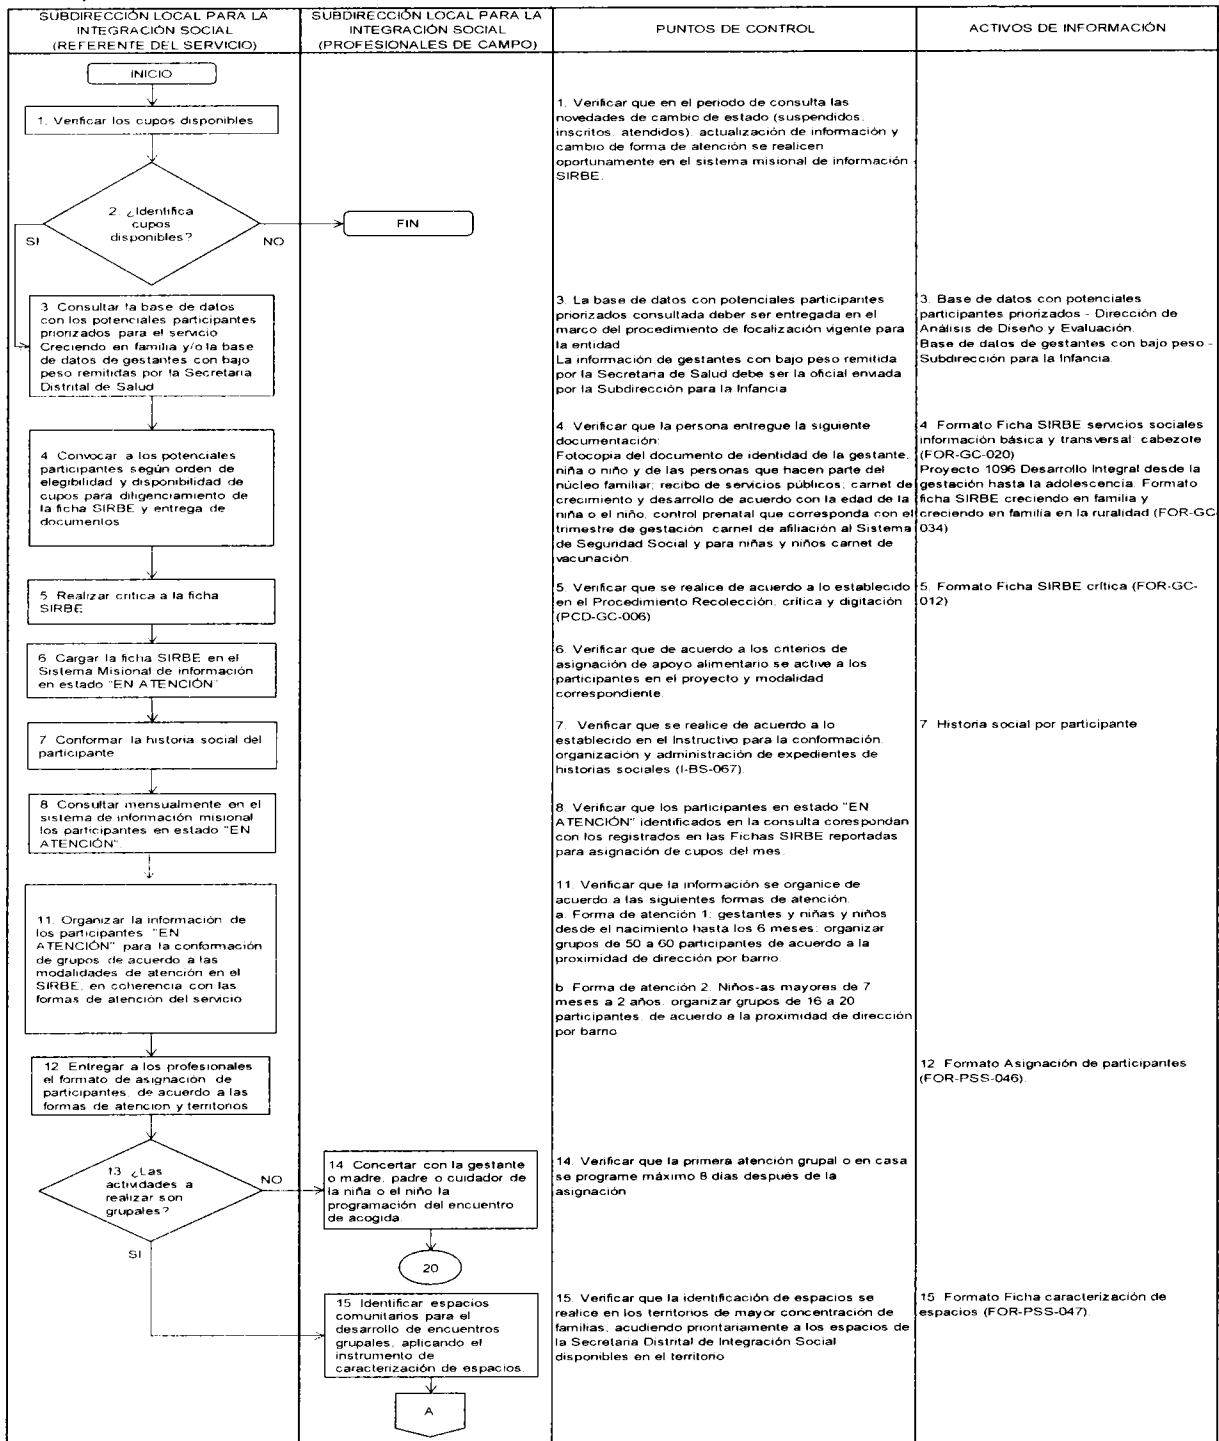 SUBDIRECCIÓN LOCAL PARA LA
INTEGRACIÓN SOCIAL
(REFERENTE DEL SERVICIO)
SUBDIRECCIÓN LOCAL PARA LA
INTEGRACIÓN SOCIAL
(PROFESIONALES DE CAMPO)
PUNTOS DE CONTROL
ACTIVOS DE INFORMACIÓN
INICIO
1. Verificar los cupos disponibles
1. Verificar que en el periodo de consulta las
novedades de cambio de estado (suspendidos,
inscritos, atendidos), actualización de información y
cambio de forma de atención se realicen
oportunamente en el sistema misional de información
SIRBE.
2. ¿Identifica
cupos
disponibles?
SI
NO
FIN
3 Consultar la base de datos
con los potenciales participantes
priorizados para el servicio
Creciendo en familia y/o la base
de datos de gestantes con bajo
peso remitidas por la Secretaria
Distrital de Salud
3. La base de datos con potenciales participantes
priorizados consultada deber ser entregada en el
marco del procedimiento de focalización vigente para
la entidad
La información de gestantes con bajo peso remitida
por la Secretaria de Salud debe ser la oficial enviada
por la Subdirección para la Infancia
3. Base de datos con potenciales
participantes priorizados - Dirección de
Análisis de Diseño y Evaluación.
Base de datos de gestantes con bajo peso -
Subdirección para la Infancia.
4 Convocar a los potenciales
participantes según orden de
elegibilidad y disponibilidad de
cupos para diligenciamiento de
la ficha SIRBE y entrega de
documentos
4. Verificar que la persona entregue la siguiente
documentación:
Fotocopia del documento de identidad de la gestante,
niña o niño y de las personas que hacen parte del
núcleo familiar; recibo de servicios públicos; carnet de
crecimiento y desarrollo de acuerdo con la edad de la
niña o el niño, control prenatal que corresponda con el
trimestre de gestación, carnet de afiliación al Sistema
de Seguridad Social y para niñas y niños carnet de
vacunación.
4 Formato Ficha SIRBE servicios sociales
información básica y transversal: cabezote
(FOR-GC-020)
Proyecto 1096 Desarrollo Integral desde la
gestación hasta la adolescencia. Formato
ficha SIRBE creciendo en familia y
creciendo en familia en la ruralidad (FOR-GC-
034)
5 Realizar crítica a la ficha
SIRBE
5. Verificar que se realice de acuerdo a lo establecido
en el Procedimiento Recolección, crítica y digitación
(PCD-GC-006)
5. Formato Ficha SIRBE crítica (FOR-GC-
012)
6 Cargar la ficha SIRBE en el
Sistema Misional de información
en estado "EN ATENCIÓN"
6. Verificar que de acuerdo a los criterios de
asignación de apoyo alimentario se active a los
participantes en el proyecto y modalidad
correspondiente.
7 Conformar la historia social del
participante
7. Verificar que se realice de acuerdo a lo
establecido en el Instructivo para la conformación,
organización y administración de expedientes de
historias sociales (I-BS-067).
7 Historia social por participante
8 Consultar mensualmente en el
sistema de información misional
los participantes en estado "EN
ATENCIÓN".
8. Verificar que los participantes en estado "EN
ATENCIÓN" identificados en la consulta corespondan
con los registrados en las Fichas SIRBE reportadas
para asignación de cupos del mes.
11. Organizar la información de
los participantes "EN
ATENCIÓN" para la conformación
de grupos de acuerdo a las
modalidades de atención en el
SIRBE, en coherencia con las
formas de atención del servicio
11. Verificar que la información se organice de
acuerdo a las siguientes formas de atención.
a. Forma de atención 1: gestantes y niñas y niños
desde el nacimiento hasta los 6 meses: organizar
grupos de 50 a 60 participantes de acuerdo a la
proximidad de dirección por barrio.
b Forma de atención 2. Niños-as mayores de 7
meses a 2 años. organizar grupos de 16 a 20
participantes, de acuerdo a la proximidad de dirección
por barrio
12 Entregar a los profesionales
el formato de asignación de
participantes, de acuerdo a las
formas de atencion y territorios
12 Formato Asignación de participantes
(FOR-PSS-046).
13 ¿Las
actividades a
realizar son
grupales?
NO
SI
14 Concertar con la gestante
o madre, padre o cuidador de
la niña o el niño la
programación del encuentro
de acogida.
14. Verificar que la primera atención grupal o en casa
se programe máximo 8 días después de la
asignación
20
15 Identificar espacios
comunitarios para el
desarrollo de encuentros
grupales, aplicando el
instrumento de
caracterización de espacios.
15. Verificar que la identificación de espacios se
realice en los territorios de mayor concentración de
familias, acudiendo prioritariamente a los espacios de
la Secretaria Distrital de Integración Social
disponibles en el territorio
15 Formato Ficha caracterización de
espacios (FOR-PSS-047).
A